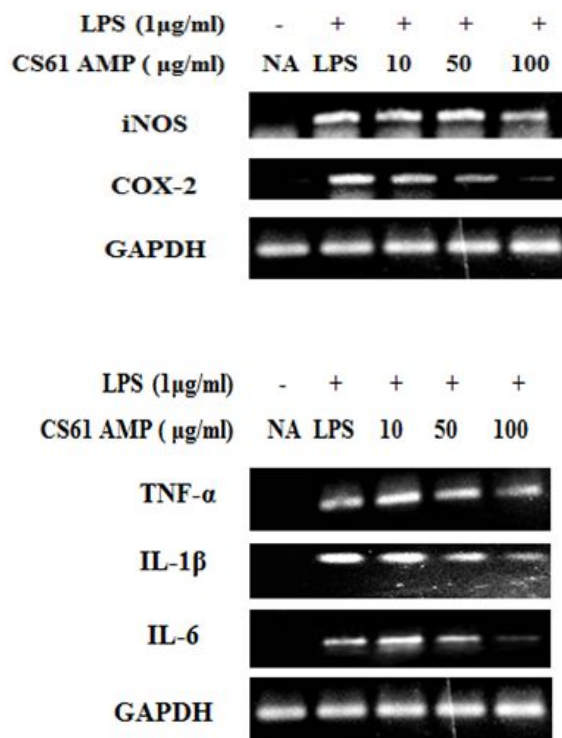 LPS (1μg/ml) - + + + +
CS61 AMP ( μg/ml) NA LPS 10 50 100
iNOS
COX-2
GAPDH
LPS (1μg/ml) - + + + +
CS61 AMP ( μg/ml) NA LPS 10 50 100
TNF-α
IL-1β
IL-6
GAPDH